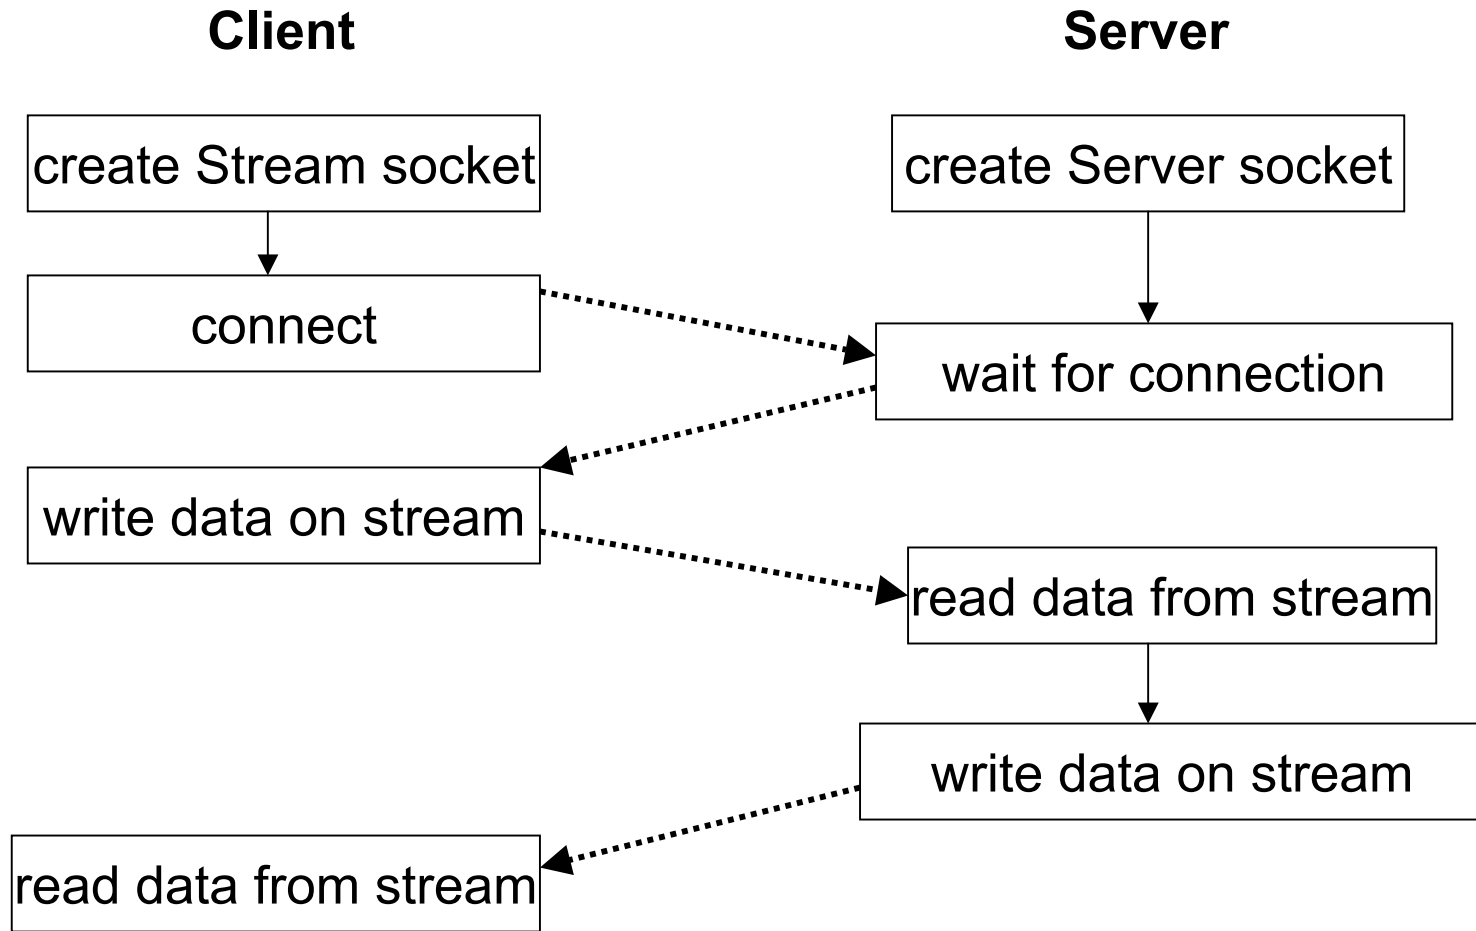 Client
Server
create Stream socket
create Server socket
connect
wait for connection
write data on stream
read data from stream
write data on stream
read data from stream